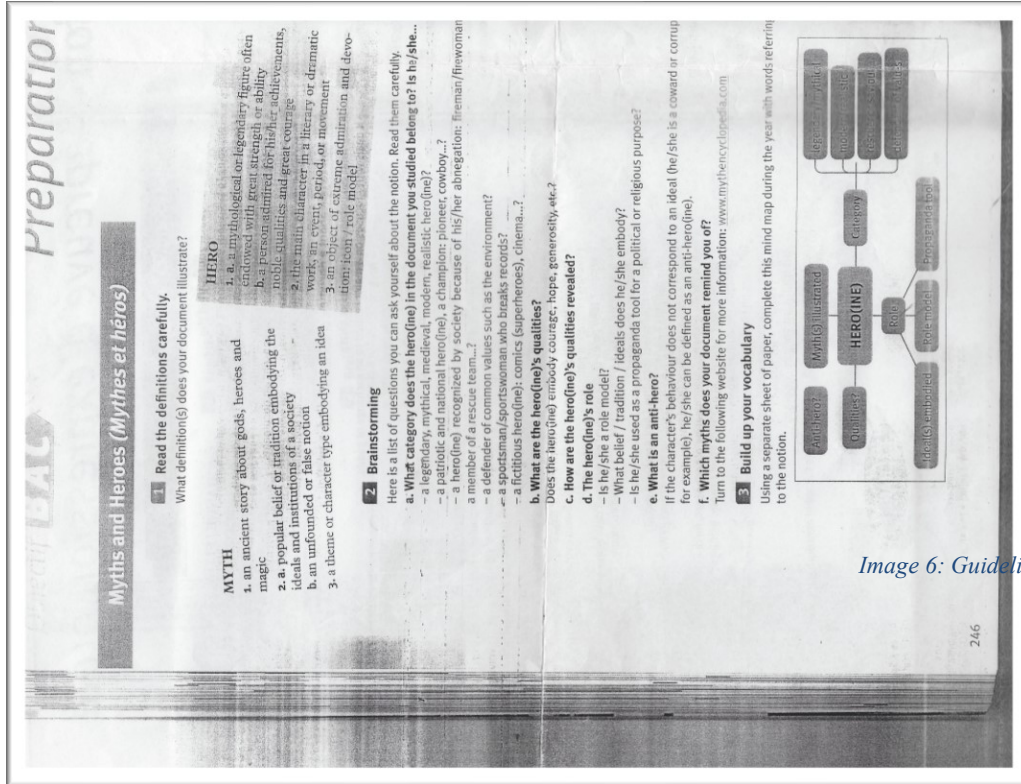 Preparation
BAC
Myths and Heroes (Mythes et héros)
1 Read the definitions carefully.
What definition(s) does your document illustrate?
MYTH
1. an ancient story about gods, heroes and
magic
2. a. popular belief or tradition embodying the
ideals and institutions of a society
b. an unfounded or false notion
3. a theme or character type embodying an idea
HERO
1. a. a mythological or legendary figure often
endowed with great strength or ability
b. a person admired for his/her achievements,
noble qualities and great courage
2. the main character in a literary or dramatic
work, an event, period, or movement
3. an object of extreme admiration and devo-
tion: icon / role model
2 Brainstorming
Here is a list of questions you can ask yourself about the notion. Read them carefully.
a. What category does the hero(ine) in the document you studied belong to? Is he/she...
– a legendary, mythical, medieval, modern, realistic hero(ine)?
– a patriotic and national hero(ine), a champion: pioneer, cowboy...?
– a hero(ine) recognized by society because of his/her abnegation: fireman/firewoman
a member of a rescue team...?
– a defender of common values such as the environment?
– a sportsman/sportswoman who breaks records?
– a fictitious hero(ine): comics (superheroes), cinema...?
b. What are the hero(ine)'s qualities?
Does the hero(ine) embody courage, hope, generosity, etc.?
c. How are the hero(ine)'s qualities revealed?
d. The hero(ine)'s role
– Is he/she a role model?
– What belief / tradition / ideals does he/she embody?
– Is he/she used as a propaganda tool for a political or religious purpose?
e. What is an anti-hero?
If the character's behaviour does not correspond to an ideal (he/she is a coward or corrup
for example), he/she can be defined as an anti-hero(ine).
f. Which myths does your document remind you of?
Turn to the following website for more information: www.mythencyclopedia.com
3 Build up your vocabulary
Using a separate sheet of paper, complete this mind map during the year with words referring
to the notion.
Anti-hero?
Myth(s) illustrated
Qualities?
HERO(INE)
Category
Role
Ideal(s) embodied
Role model
Propaganda tool
246
Image 6: Guideli